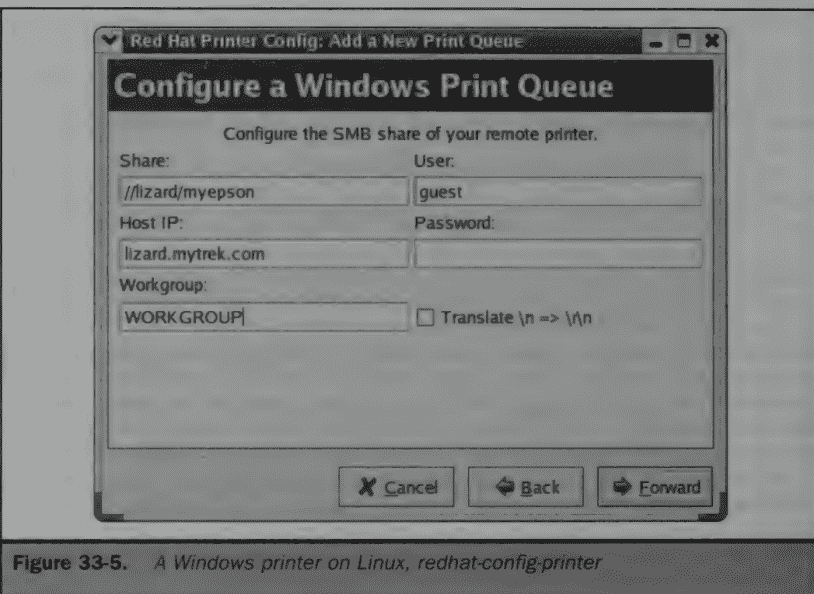 Red Hat Printer Config: Add a New Print Queue
Configure a Windows Print Queue
Configure the SMB share of your remote printer.
Share: User:
//lizard/myepson guest
Host IP: Password:
lizard.mytrek.com
Workgroup:
WORKGROUP Translate \n => \r\n
Cancel Back Forward
Figure 33-5. A Windows printer on Linux, redhat-config-printer